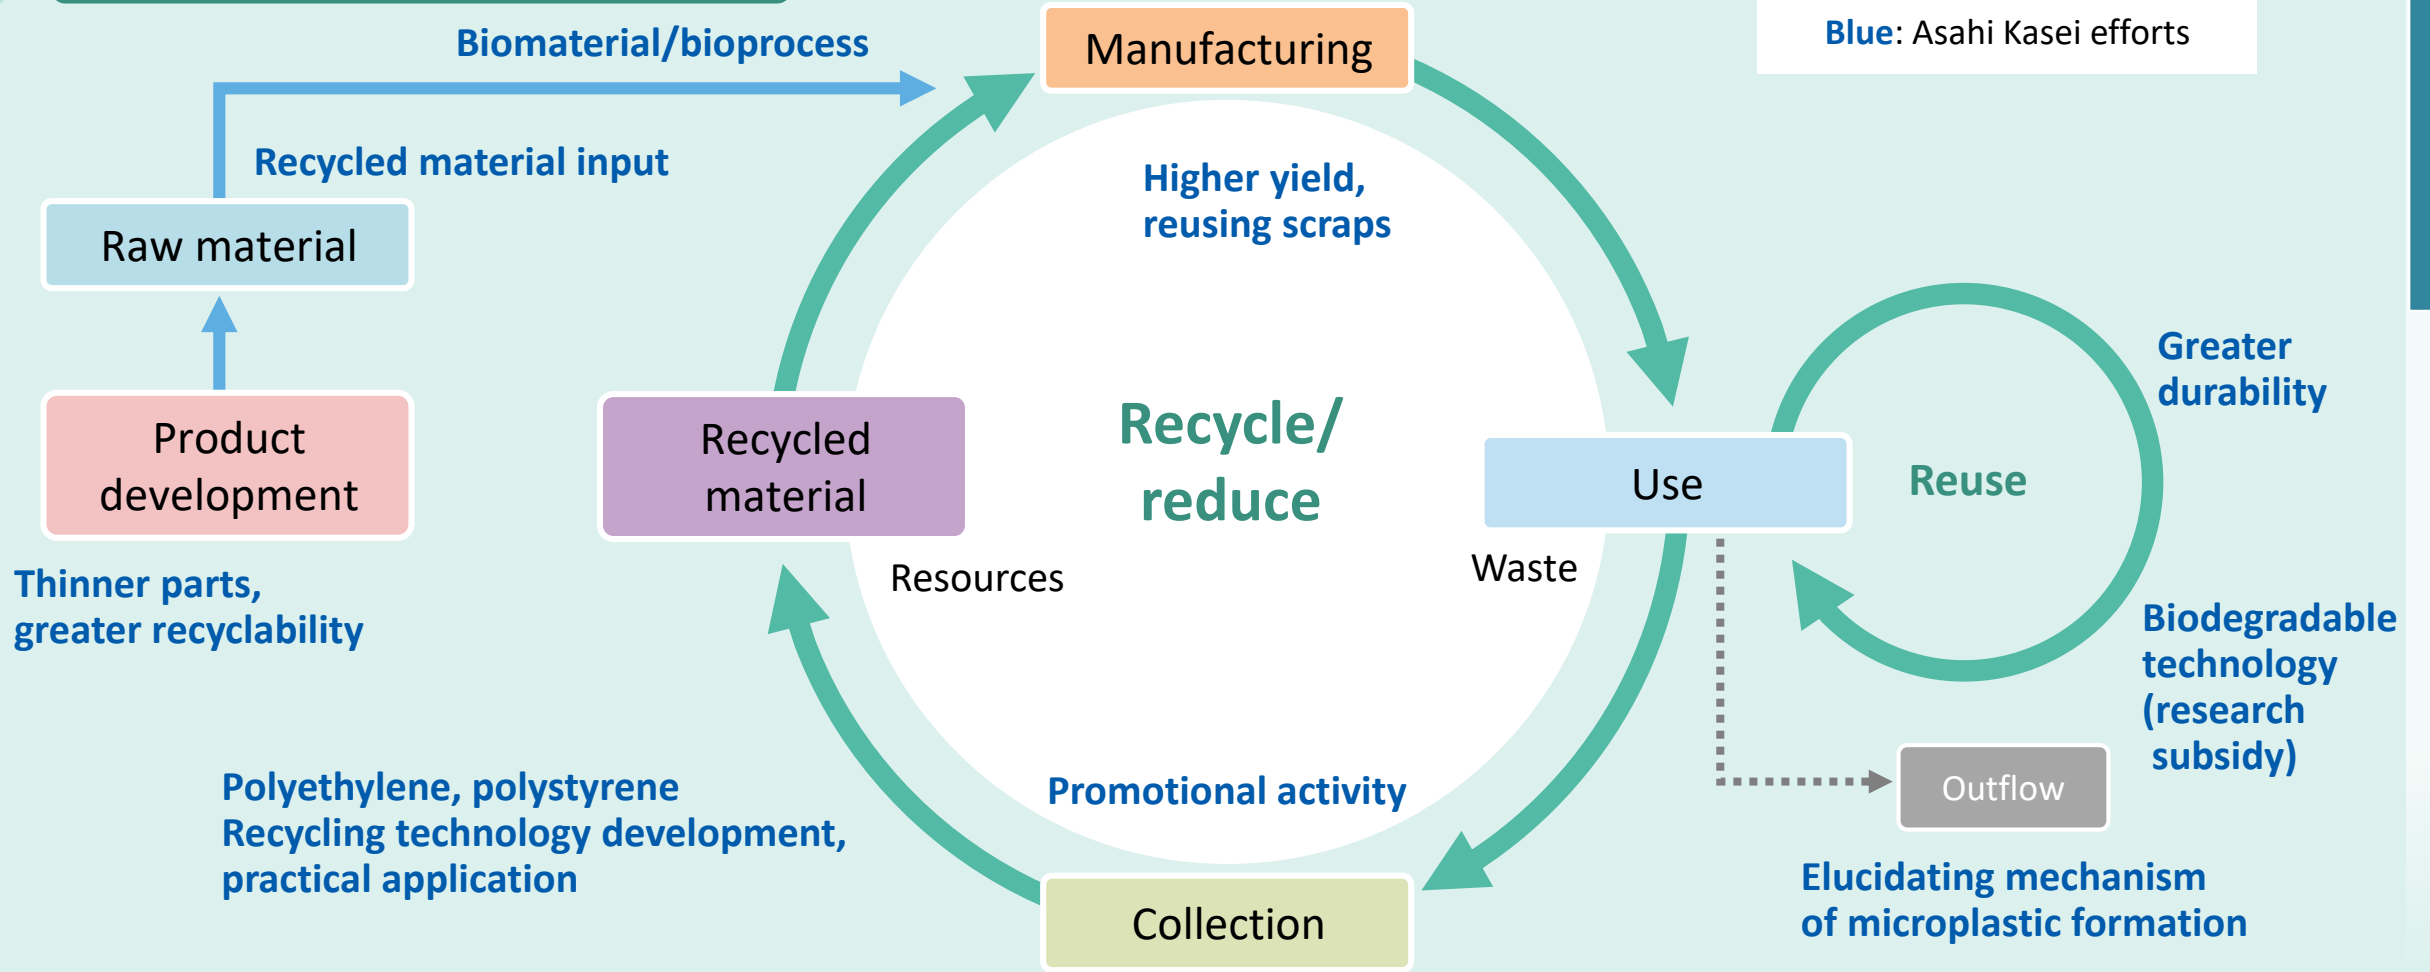 Biomaterial/bioprocess
Manufacturing
Blue: Asahi Kasei efforts
Recycled material input
Higher yield,
reusing scraps
Raw material
Product
development
Recycled
material
Recycle/
reduce
Use
Reuse
Greater
durability
Resources
Waste
Thinner parts,
greater recyclability
Biodegradable
technology
(research
subsidy)
Polyethylene, polystyrene
Recycling technology development,
practical application
Promotional activity
Outflow
Collection
Elucidating mechanism
of microplastic formation